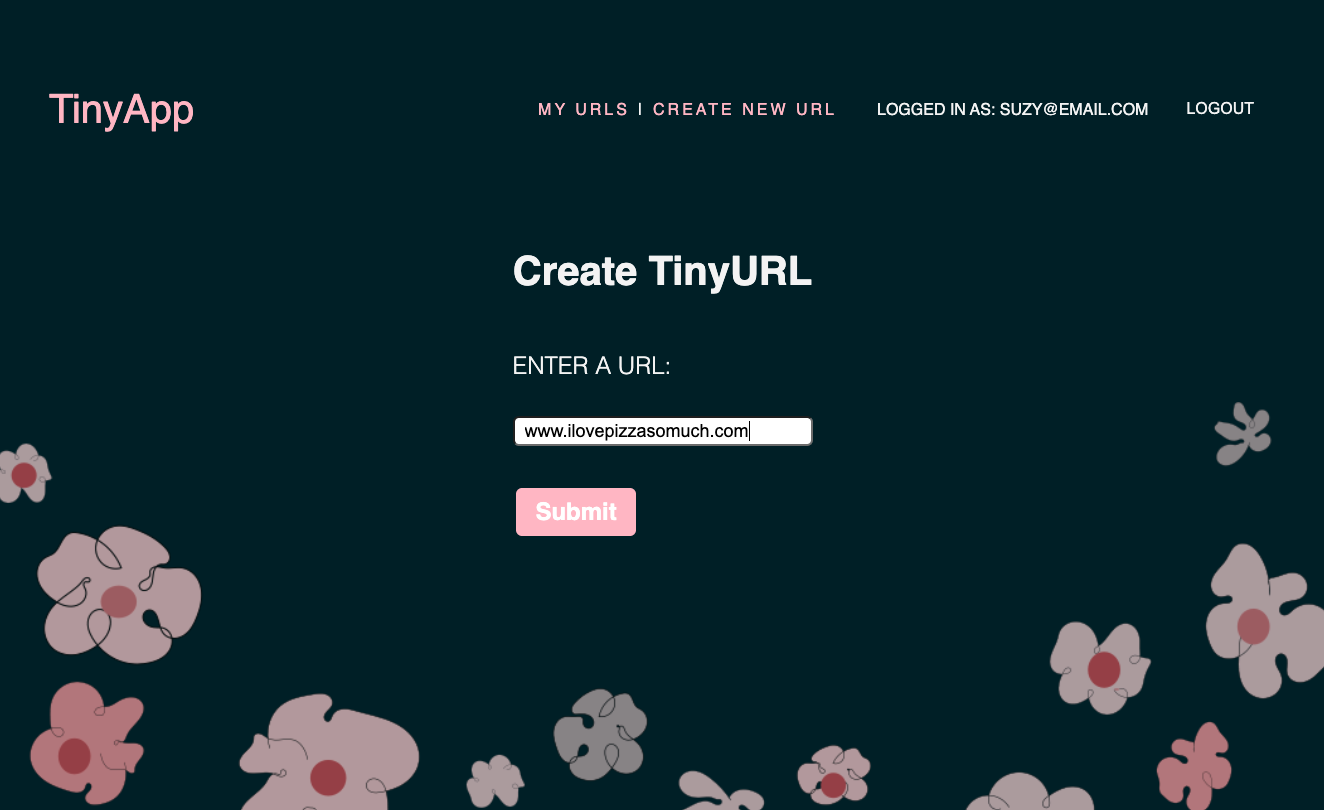 TinyApp
MY URLS | CREATE NEW URL LOGGED IN AS: SUZY@EMAIL.COM LOGOUT
Create TinyURL
ENTER A URL:
www.ilovepizzasomuch.com
Submit